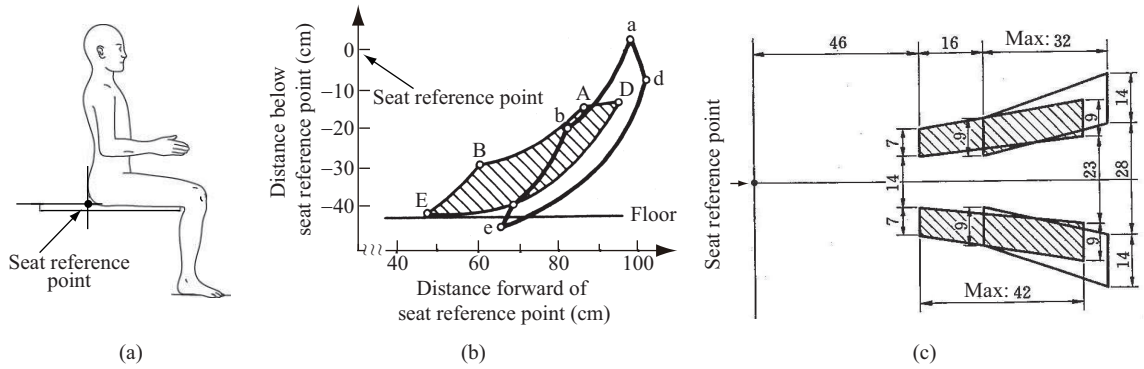 Seat reference
point
(a)
Distance below
seat reference point (cm)
0
−10
−20
−30
−40
Seat reference point
a
d
A
D
b
B
E
e
Floor
40
60
80
100
Distance forward of
seat reference point (cm)
(b)
Seat reference point
46
16
Max: 32
7
14
7
9
9
9
23
9
14
28
14
Max: 42
(c)